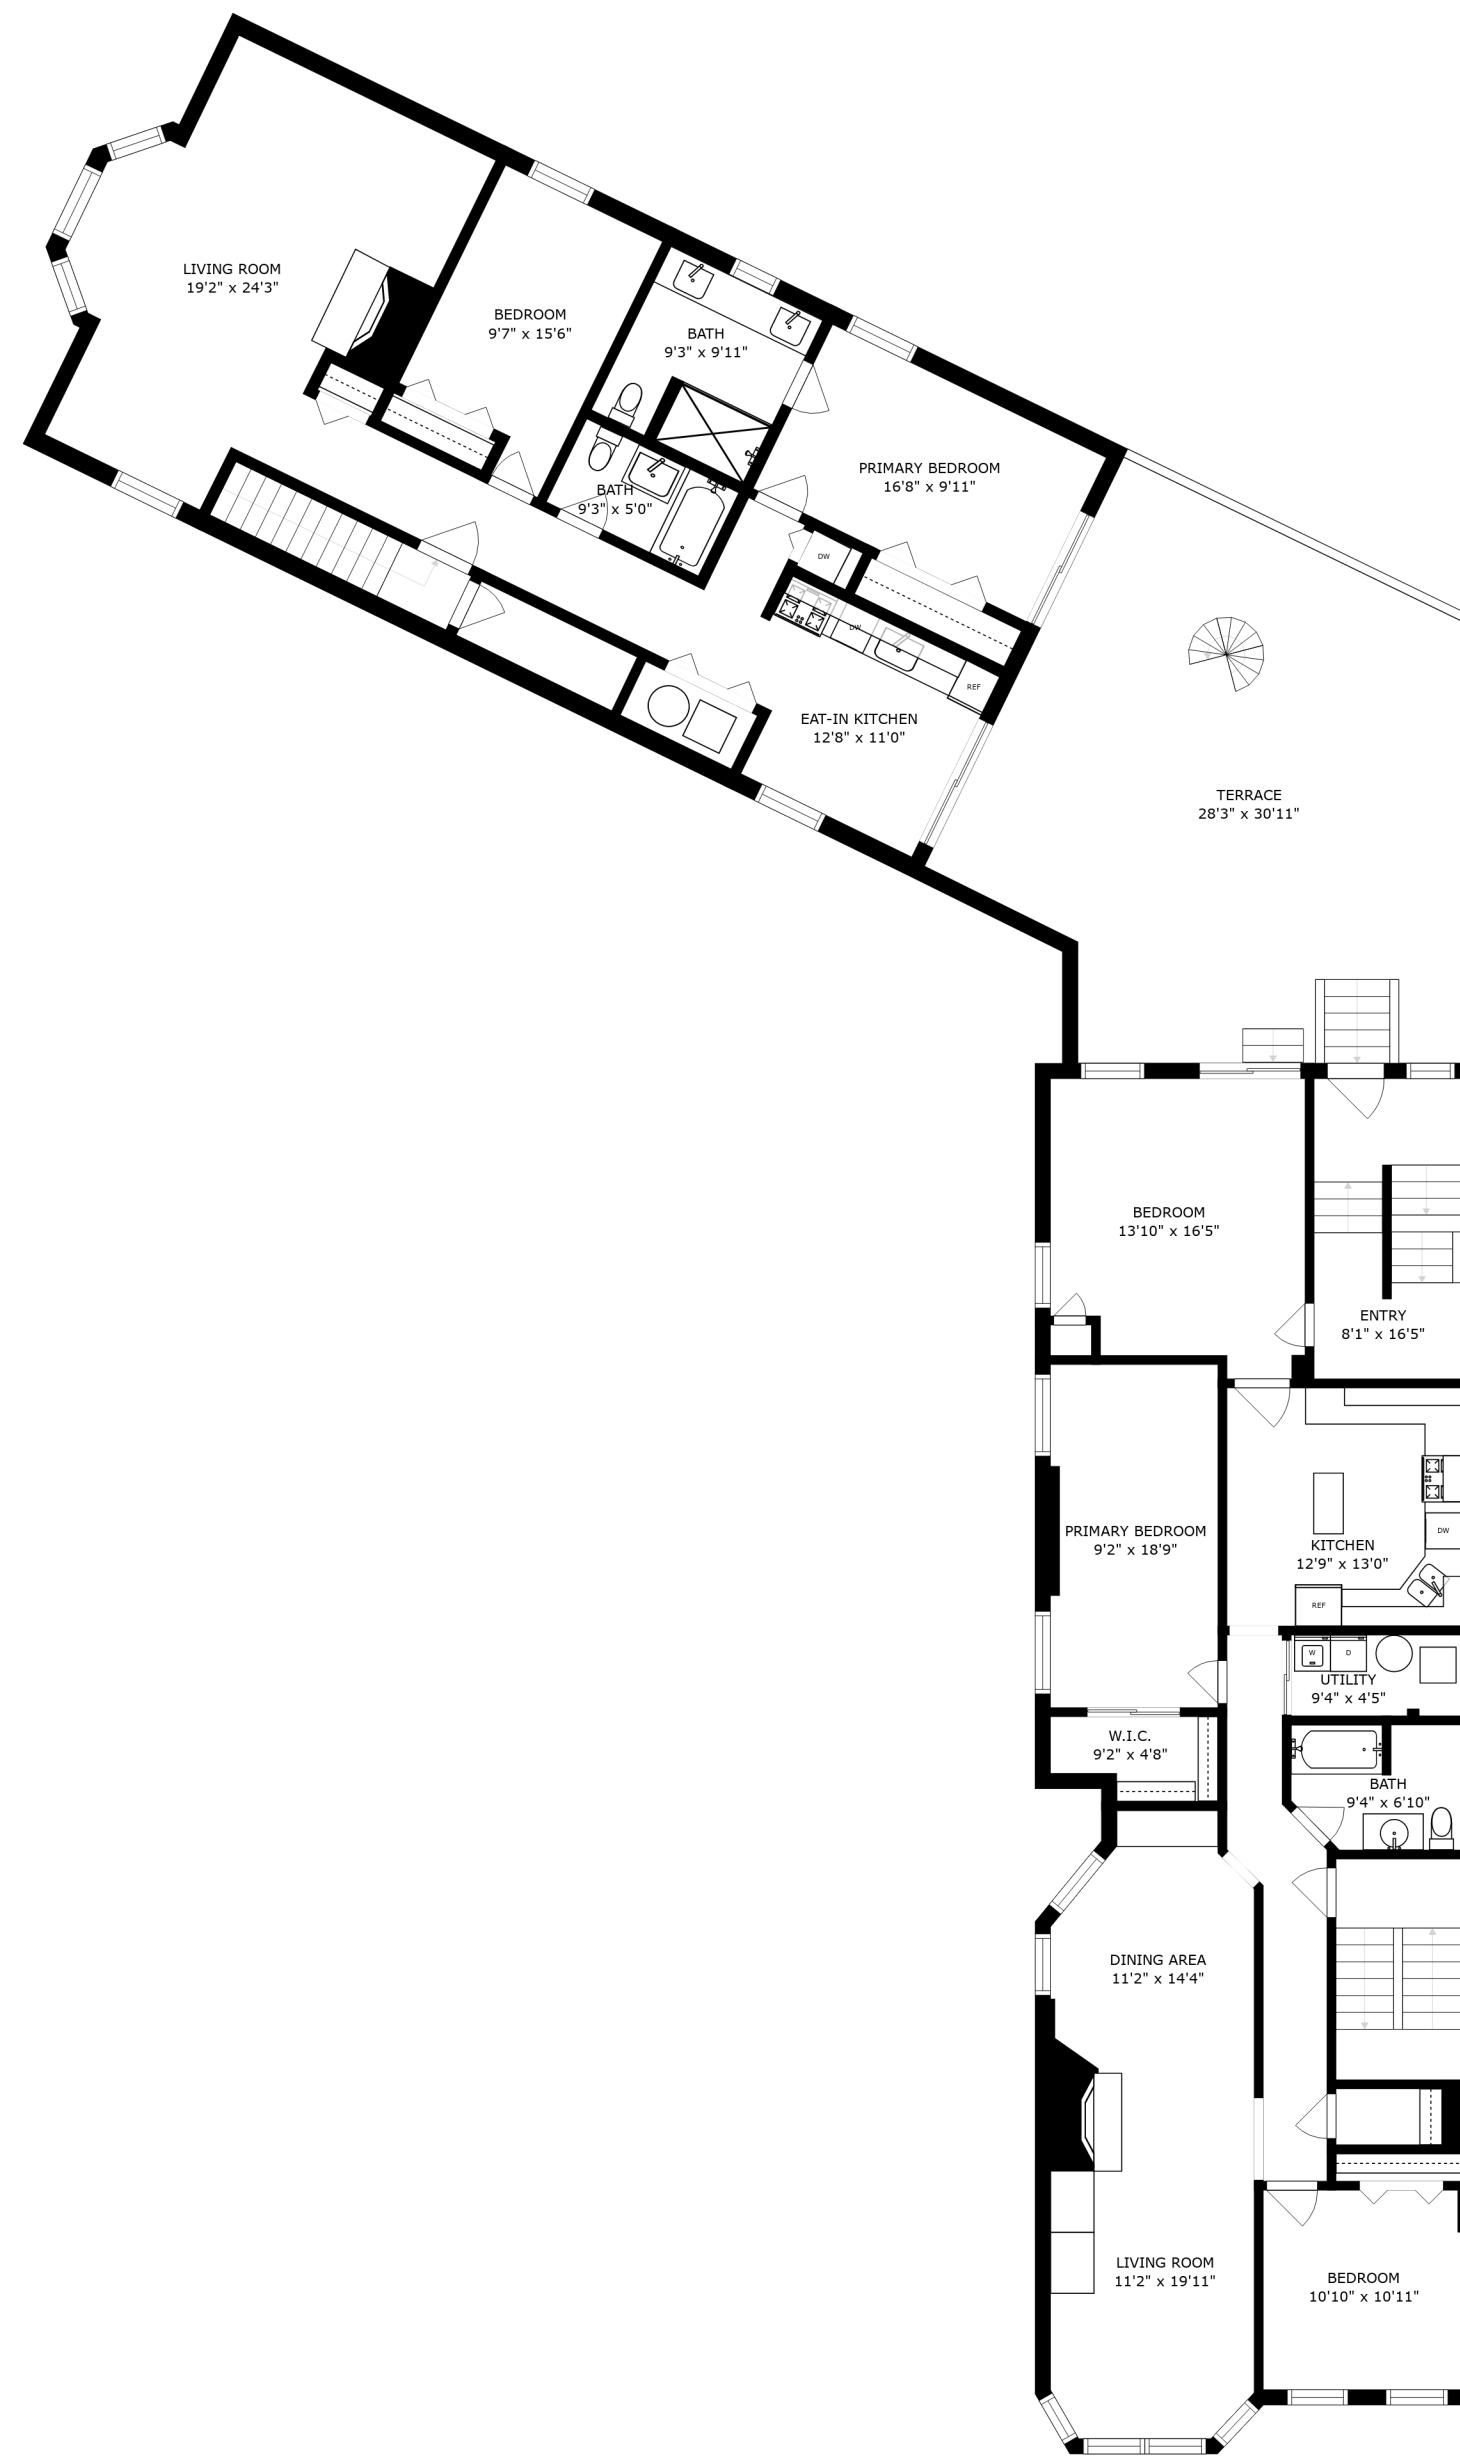 LIVING ROOM
19'2" x 24'3"
BEDROOM
9'7" x 15'6"
BATH
9'3" x 9'11"
PRIMARY BEDROOM
16'8" x 9'11"
BATH
9'3" x 5'0"
DW
DW
REF
EAT-IN KITCHEN
12'8" x 11'0"
TERRACE
28'3" x 30'11"
BEDROOM
13'10" x 16'5"
ENTRY
8'1" x 16'5"
PRIMARY BEDROOM
9'2" x 18'9"
DW
KITCHEN
12'9" x 13'0"
REF
W
D
UTILITY
9'4" x 4'5"
W.I.C.
9'2" x 4'8"
BATH
9'4" x 6'10"
DINING AREA
11'2" x 14'4"
LIVING ROOM
11'2" x 19'11"
BEDROOM
10'10" x 10'11"